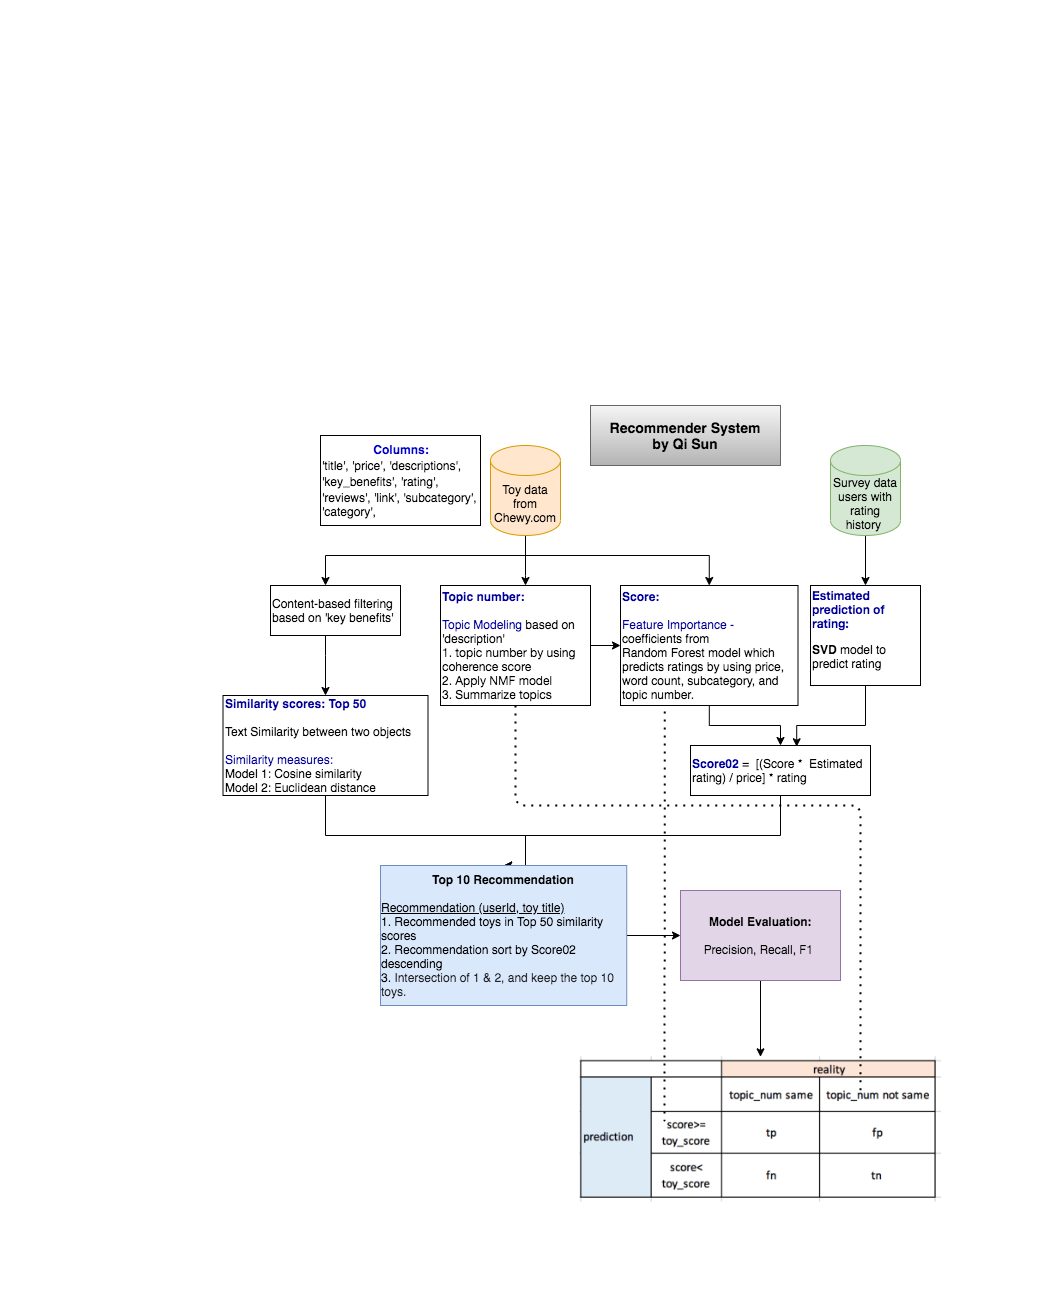 Recommender System
by Qi Sun
Columns:
'title', 'price', 'descriptions',
'key_benefits', 'rating',
'reviews', 'link', 'subcategory',
'category',
Toy data
from
Chewy.com
Survey data
users with
rating
history
Content-based filtering
based on 'key benefits'
Topic number:
Topic Modeling based on
'description'
1. topic number by using
coherence score
2. Apply NMF model
3. Summarize topics
Score:
Feature Importance -
coefficients from
Random Forest model which
predicts ratings by using price,
word count, subcategory, and
topic number.
Estimated
prediction of
rating:
SVD model to
predict rating
Similarity scores: Top 50
Text Similarity between two objects
Similarity measures:
Model 1: Cosine similarity
Model 2: Euclidean distance
Score02 = [(Score * Estimated
rating) / price] * rating
Top 10 Recommendation
Recommendation (userId, toy title)
1. Recommended toys in Top 50 similarity
scores
2. Recommendation sort by Score02
descending
3. Intersection of 1 & 2, and keep the top 10
toys.
Model Evaluation:
Precision, Recall, F1
reality
topic_num same
topic_num not same
prediction
score>=
toy_score
tp
fp
score<
toy_score
fn
tn